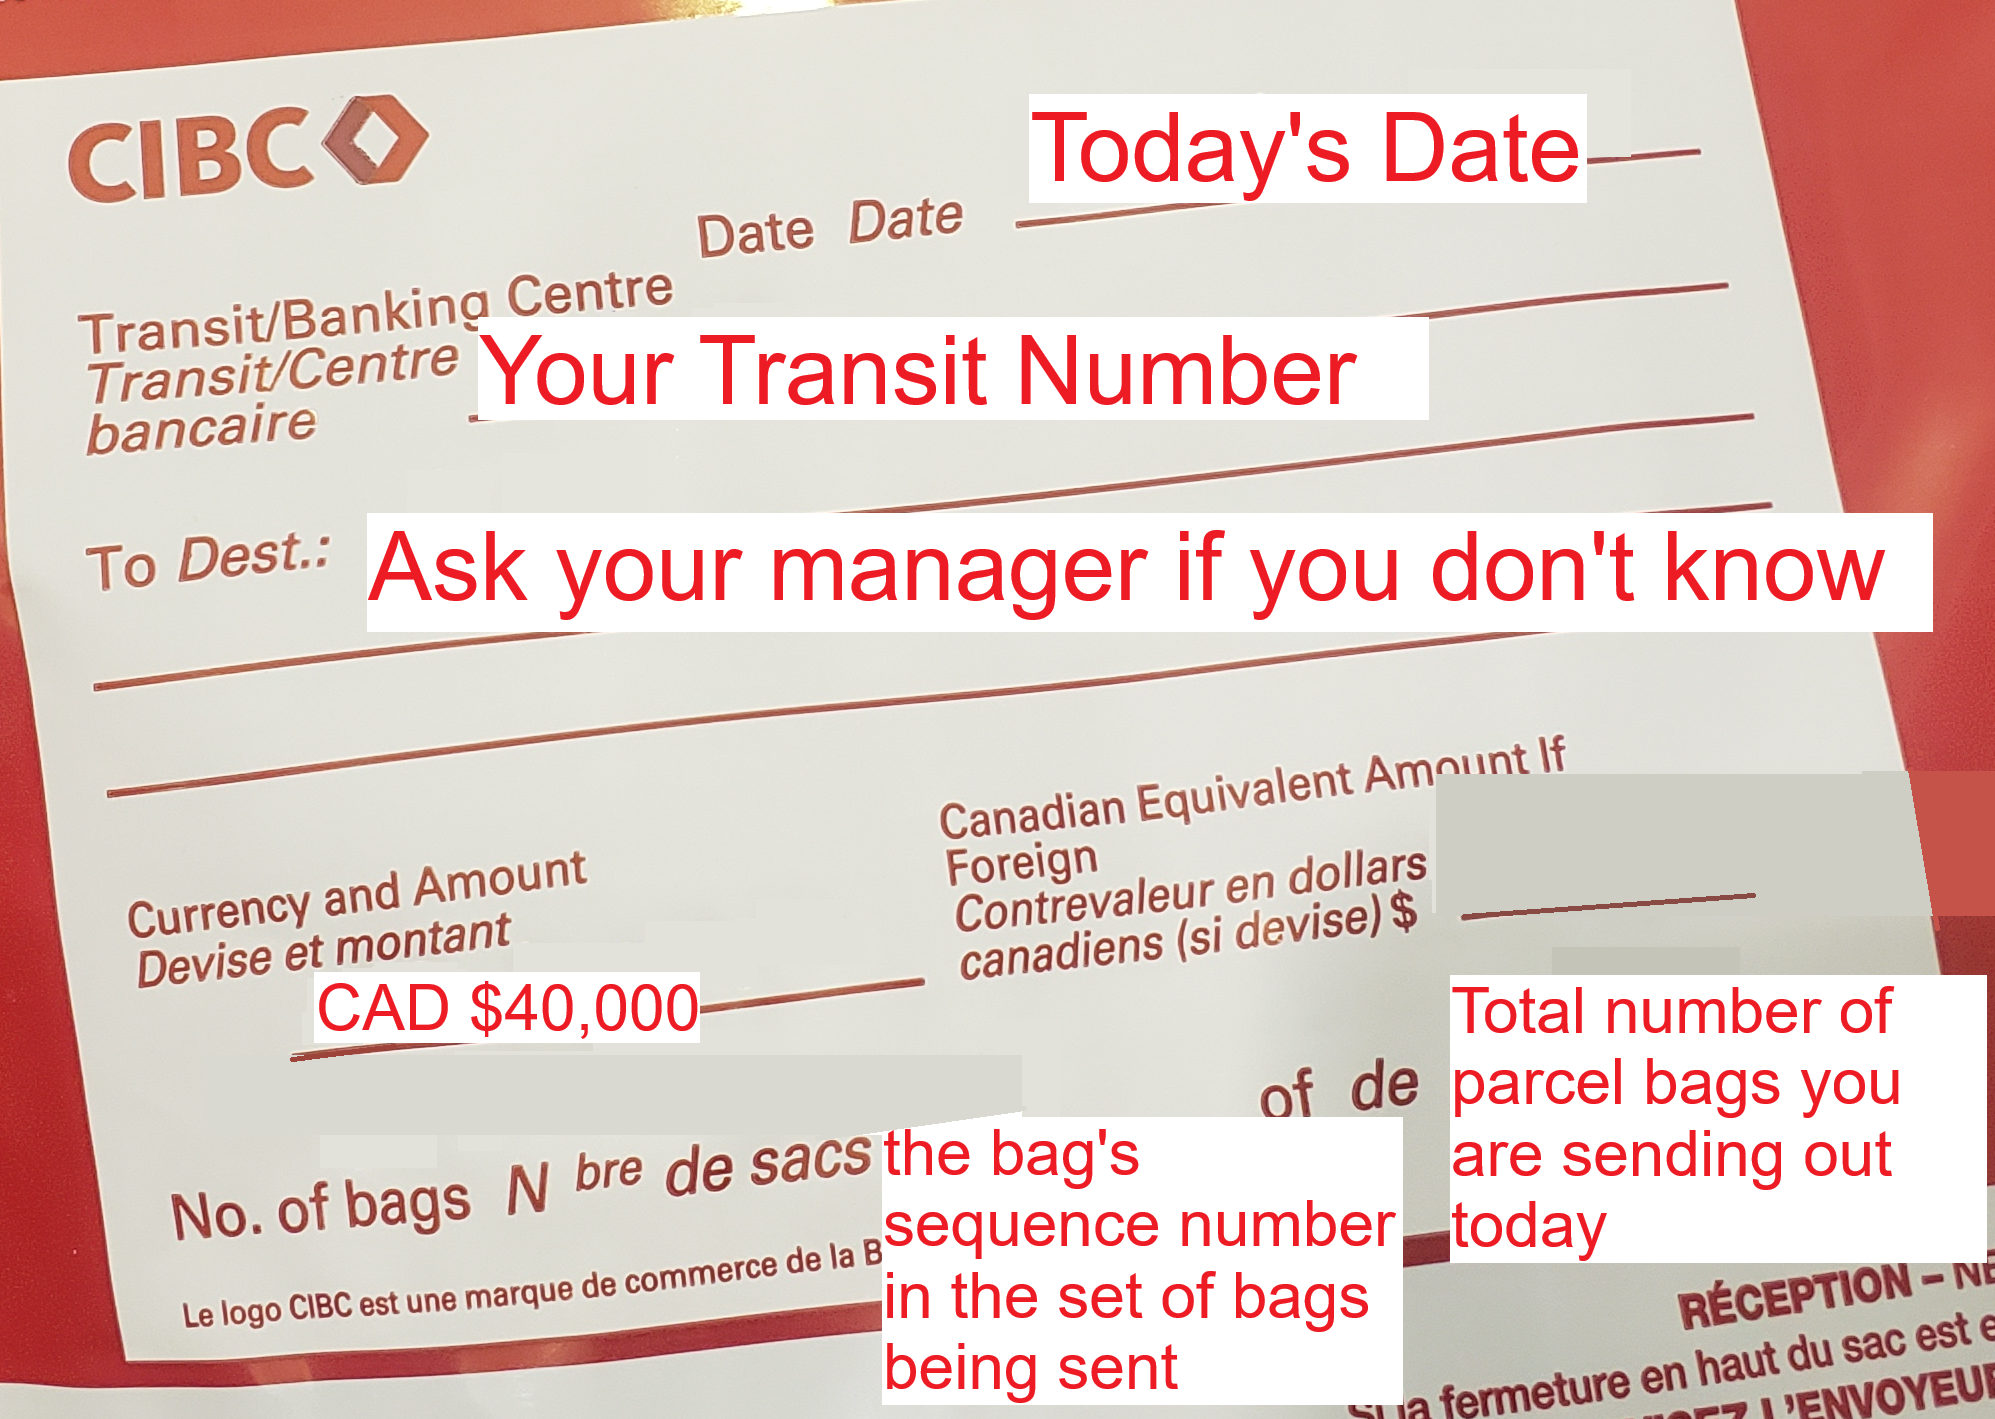 CIBC
Today's Date
Date Date
Transit/Banking Centre
Transit/Centre
bancaire
Your Transit Number
To Dest.:
Ask your manager if you don't know
Canadian Equivalent Amount If
Foreign
Contrevaleur en dollars
canadiens (si devise) $
Currency and Amount
Devise et montant
CAD $40,000
No. of bags N bre de sacs
the bag's
sequence number
in the set of bags
being sent
of de
Total number of
parcel bags you
are sending out
today
Le logo CIBC est une marque de commerce de la
RÉCEPTION –
la fermeture en haut du sac est
L'ENVOYEUR